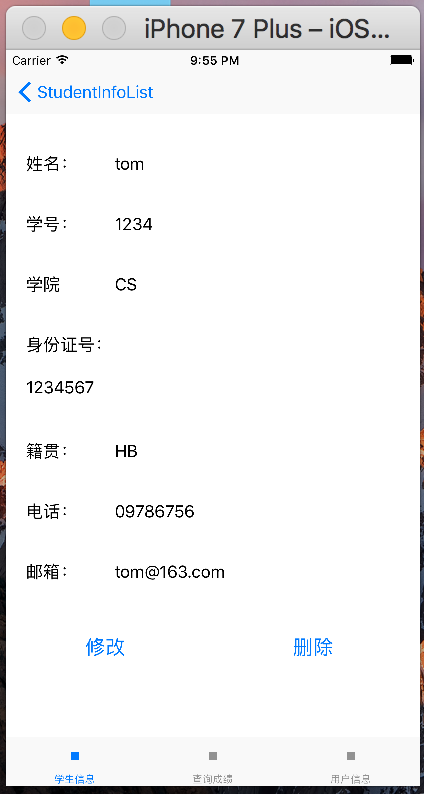 iPhone 7 Plus – iOS...
Carrier 9:55 PM
StudentInfoList
姓名： tom
学号： 1234
学院 CS
身份证号：
1234567
籍贯： HB
电话： 09786756
邮箱： tom@163.com
修改 删除
学生信息 查询成绩 用户信息